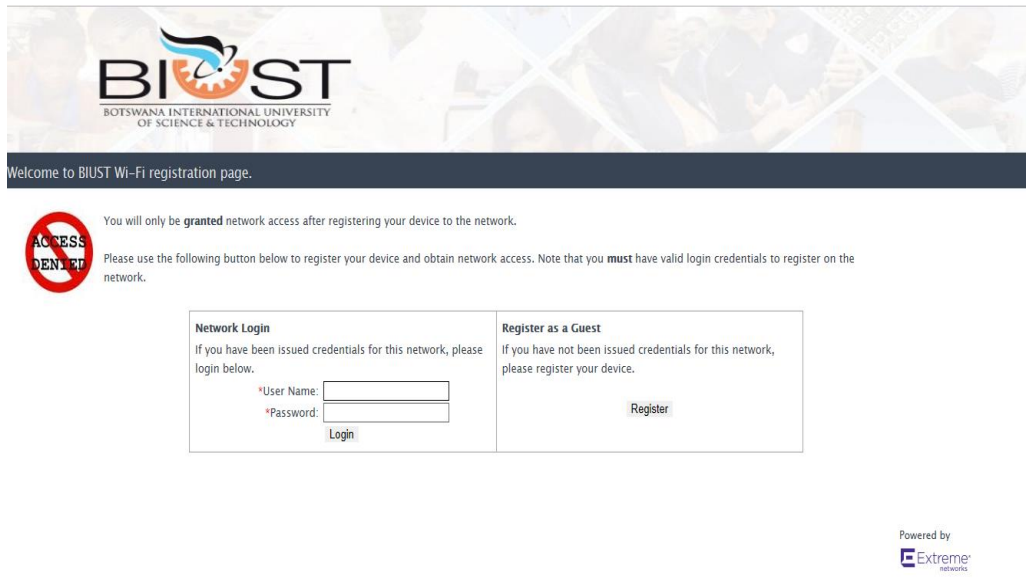 BIUST
BOTSWANA INTERNATIONAL UNIVERSITY
OF SCIENCE & TECHNOLOGY
Welcome to BIUST Wi-Fi registration page.
ACCESS
DENIED
You will only be granted network access after registering your device to the network.
Please use the following button below to register your device and obtain network access. Note that you must have valid login credentials to register on the
network.
Network Login
If you have been issued credentials for this network, please
login below.
*User Name:
*Password:
Login
Register as a Guest
If you have not been issued credentials for this network,
please register your device.
Register
Powered by
Extreme
networks